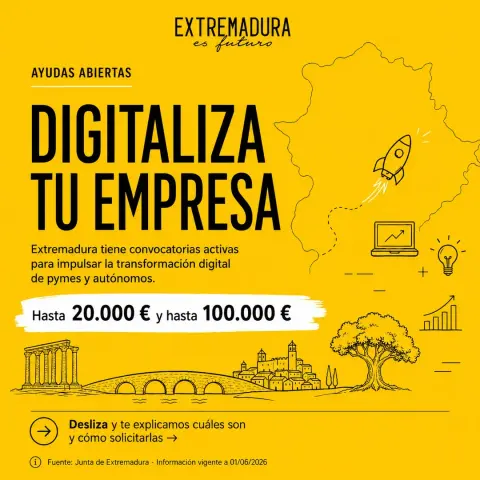 EXTREMADURA
es futuro
AYUDAS ABIERTAS
DIGITALIZA
TU EMPRESA
Extremadura tiene convocatorias activas
para impulsar la transformación digital
de pymes y autónomos.
Hasta 20.000 € y hasta 100.000 €
Desliza y te explicamos cuáles son
y cómo solicitarlas →
Fuente: Junta de Extremadura - Información vigente a 01/06/2026